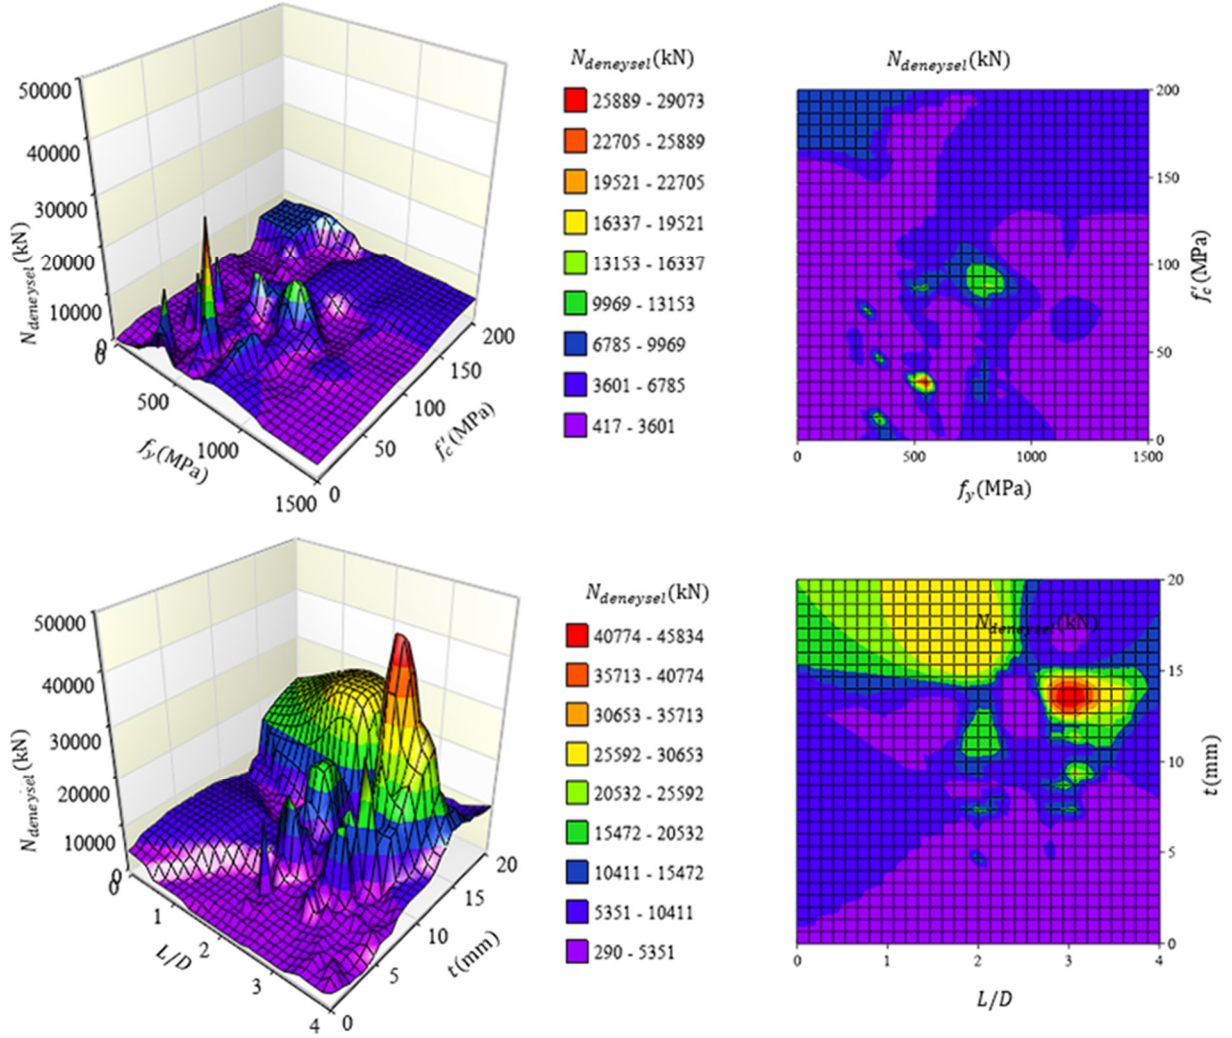 50000
40000
30000
20000
10000
0
N_deneysel(kN)
0
500
1000
1500
f_y(MPa)
0
50
100
150
200
f'_c(MPa)
N_deneysel(kN)
25889 - 29073
22705 - 25889
19521 - 22705
16337 - 19521
13153 - 16337
9969 - 13153
6785 - 9969
3601 - 6785
417 - 3601
N_deneysel(kN)
200
150
100
50
0
f'_c(MPa)
0 500 1000 1500
f_y(MPa)
50000
40000
30000
20000
10000
0
N_deneysel(kN)
0
1
2
3
4
L/D
0
5
10
15
20
t(mm)
N_deneysel(kN)
40774 - 45834
35713 - 40774
30653 - 35713
25592 - 30653
20532 - 25592
15472 - 20532
10411 - 15472
5351 - 10411
290 - 5351
N_deneysel(kN)
20
15
10
5
0
t(mm)
0 1 2 3 4
L/D